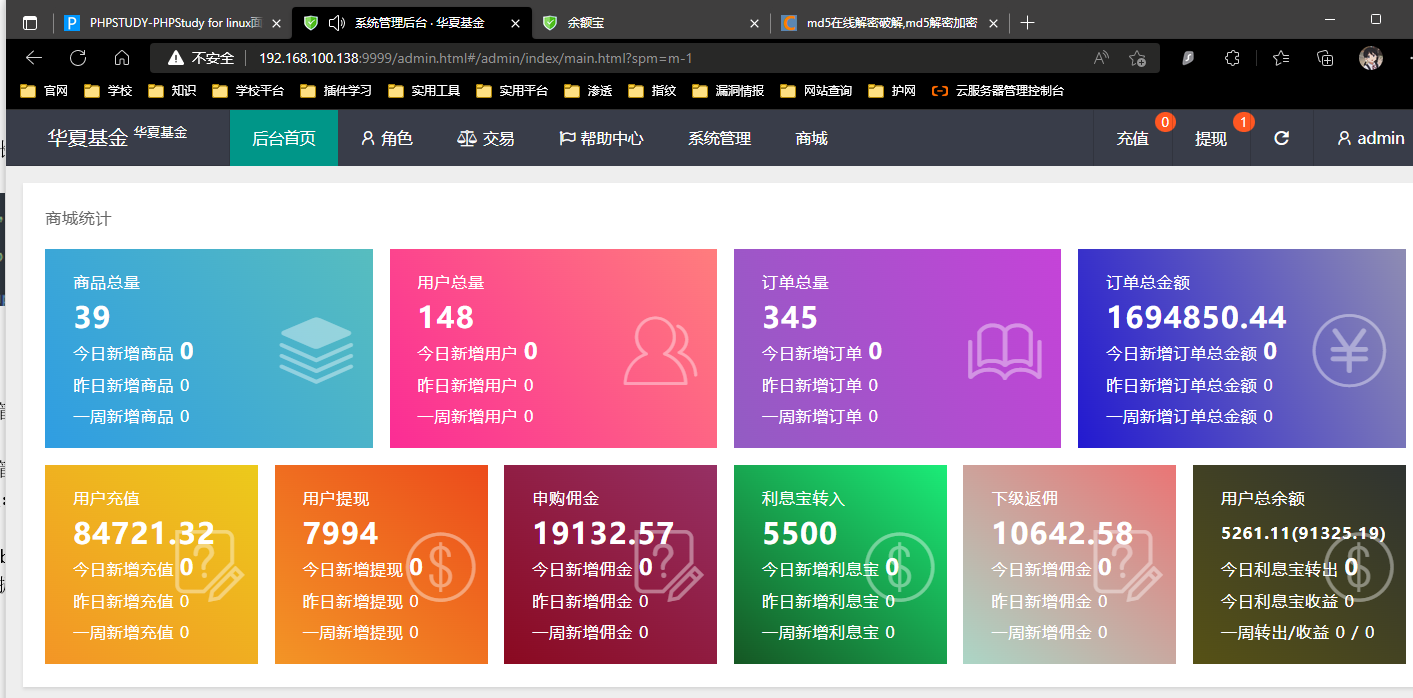 PHPSTUDY-PHPStudy for linux面
系统管理后台 · 华夏基金
余额宝
md5在线解密破解,md5解密加密
不安全 192.168.100.138:9999/admin.html#/admin/index/main.html?spm=m-1
官网 学校 知识 学校平台 插件学习 实用工具 实用平台 渗透 指纹 漏洞情报 网站查询 护网 云服务器管理控制台
华夏基金 华夏基金 后台首页 角色 交易 帮助中心 系统管理 商城 充值 0 提现 1 admin
商城统计
商品总量
39
今日新增商品 0
昨日新增商品 0
一周新增商品 0
用户总量
148
今日新增用户 0
昨日新增用户 0
一周新增用户 0
订单总量
345
今日新增订单 0
昨日新增订单 0
一周新增订单 0
订单总金额
1694850.44
今日新增订单总金额 0
昨日新增订单总金额 0
一周新增订单总金额 0
用户充值
84721.32
今日新增充值 0
昨日新增充值 0
一周新增充值 0
用户提现
7994
今日新增提现 0
昨日新增提现 0
一周新增提现 0
申购佣金
19132.57
今日新增佣金 0
昨日新增佣金 0
一周新增佣金 0
利息宝转入
5500
今日新增利息宝 0
昨日新增利息宝 0
一周新增利息宝 0
下级返佣
10642.58
今日新增佣金 0
昨日新增佣金 0
一周新增佣金 0
用户总余额
5261.11(91325.19)
今日利息宝转出 0
今日利息宝收益 0
一周转出/收益 0 / 0